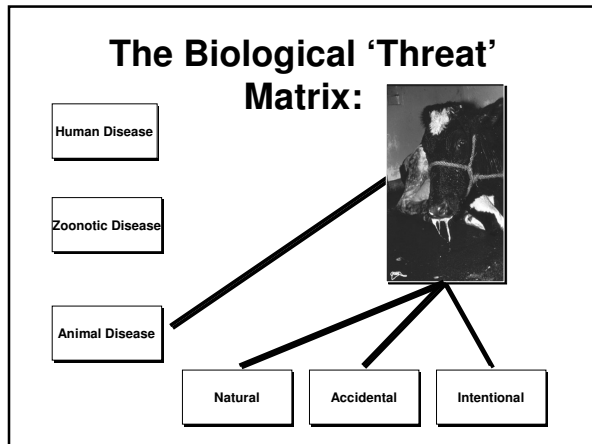 The Biological ‘Threat’
Matrix:
Human Disease
Zoonotic Disease
Animal Disease
Natural
Accidental
Intentional